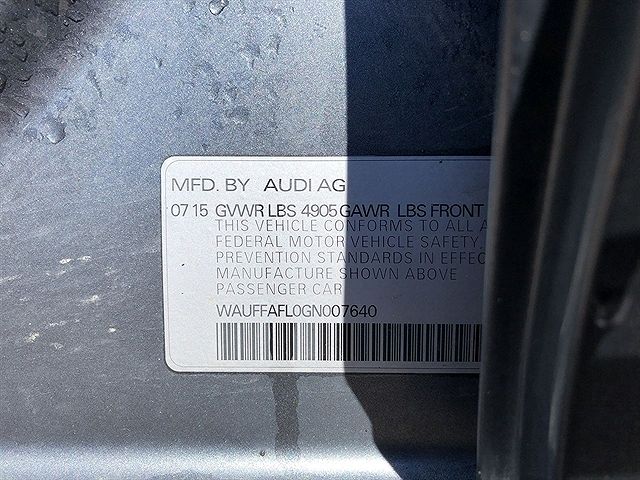 MFD. BY AUDI AG
07 15 GVWR LBS 4905 GAWR LBS FRONT
THIS VEHICLE CONFORMS TO ALL
FEDERAL MOTOR VEHICLE SAFETY,
PREVENTION STANDARDS IN EFFEC
MANUFACTURE SHOWN ABOVE
PASSENGER CAR
WAUFFAFL0GN007640